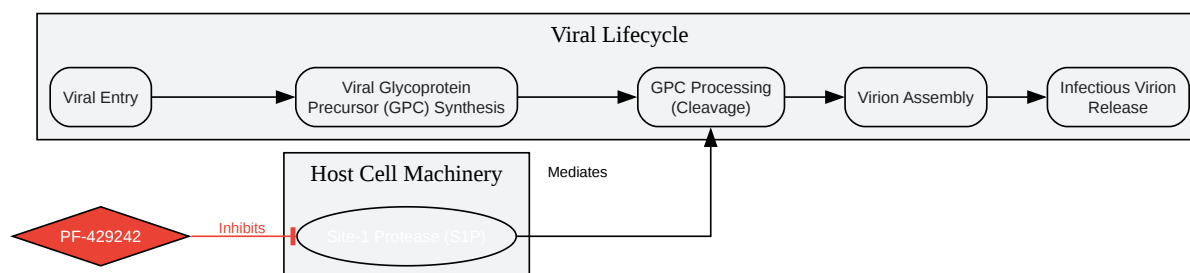 Viral Lifecycle
Viral Entry
Viral Glycoprotein
Precursor (GPC) Synthesis
GPC Processing
(Cleavage)
Virion Assembly
Infectious Virion
Release
Host Cell Machinery
Mediates
PF-429242
Inhibits
Site-1 Protease (S1P)